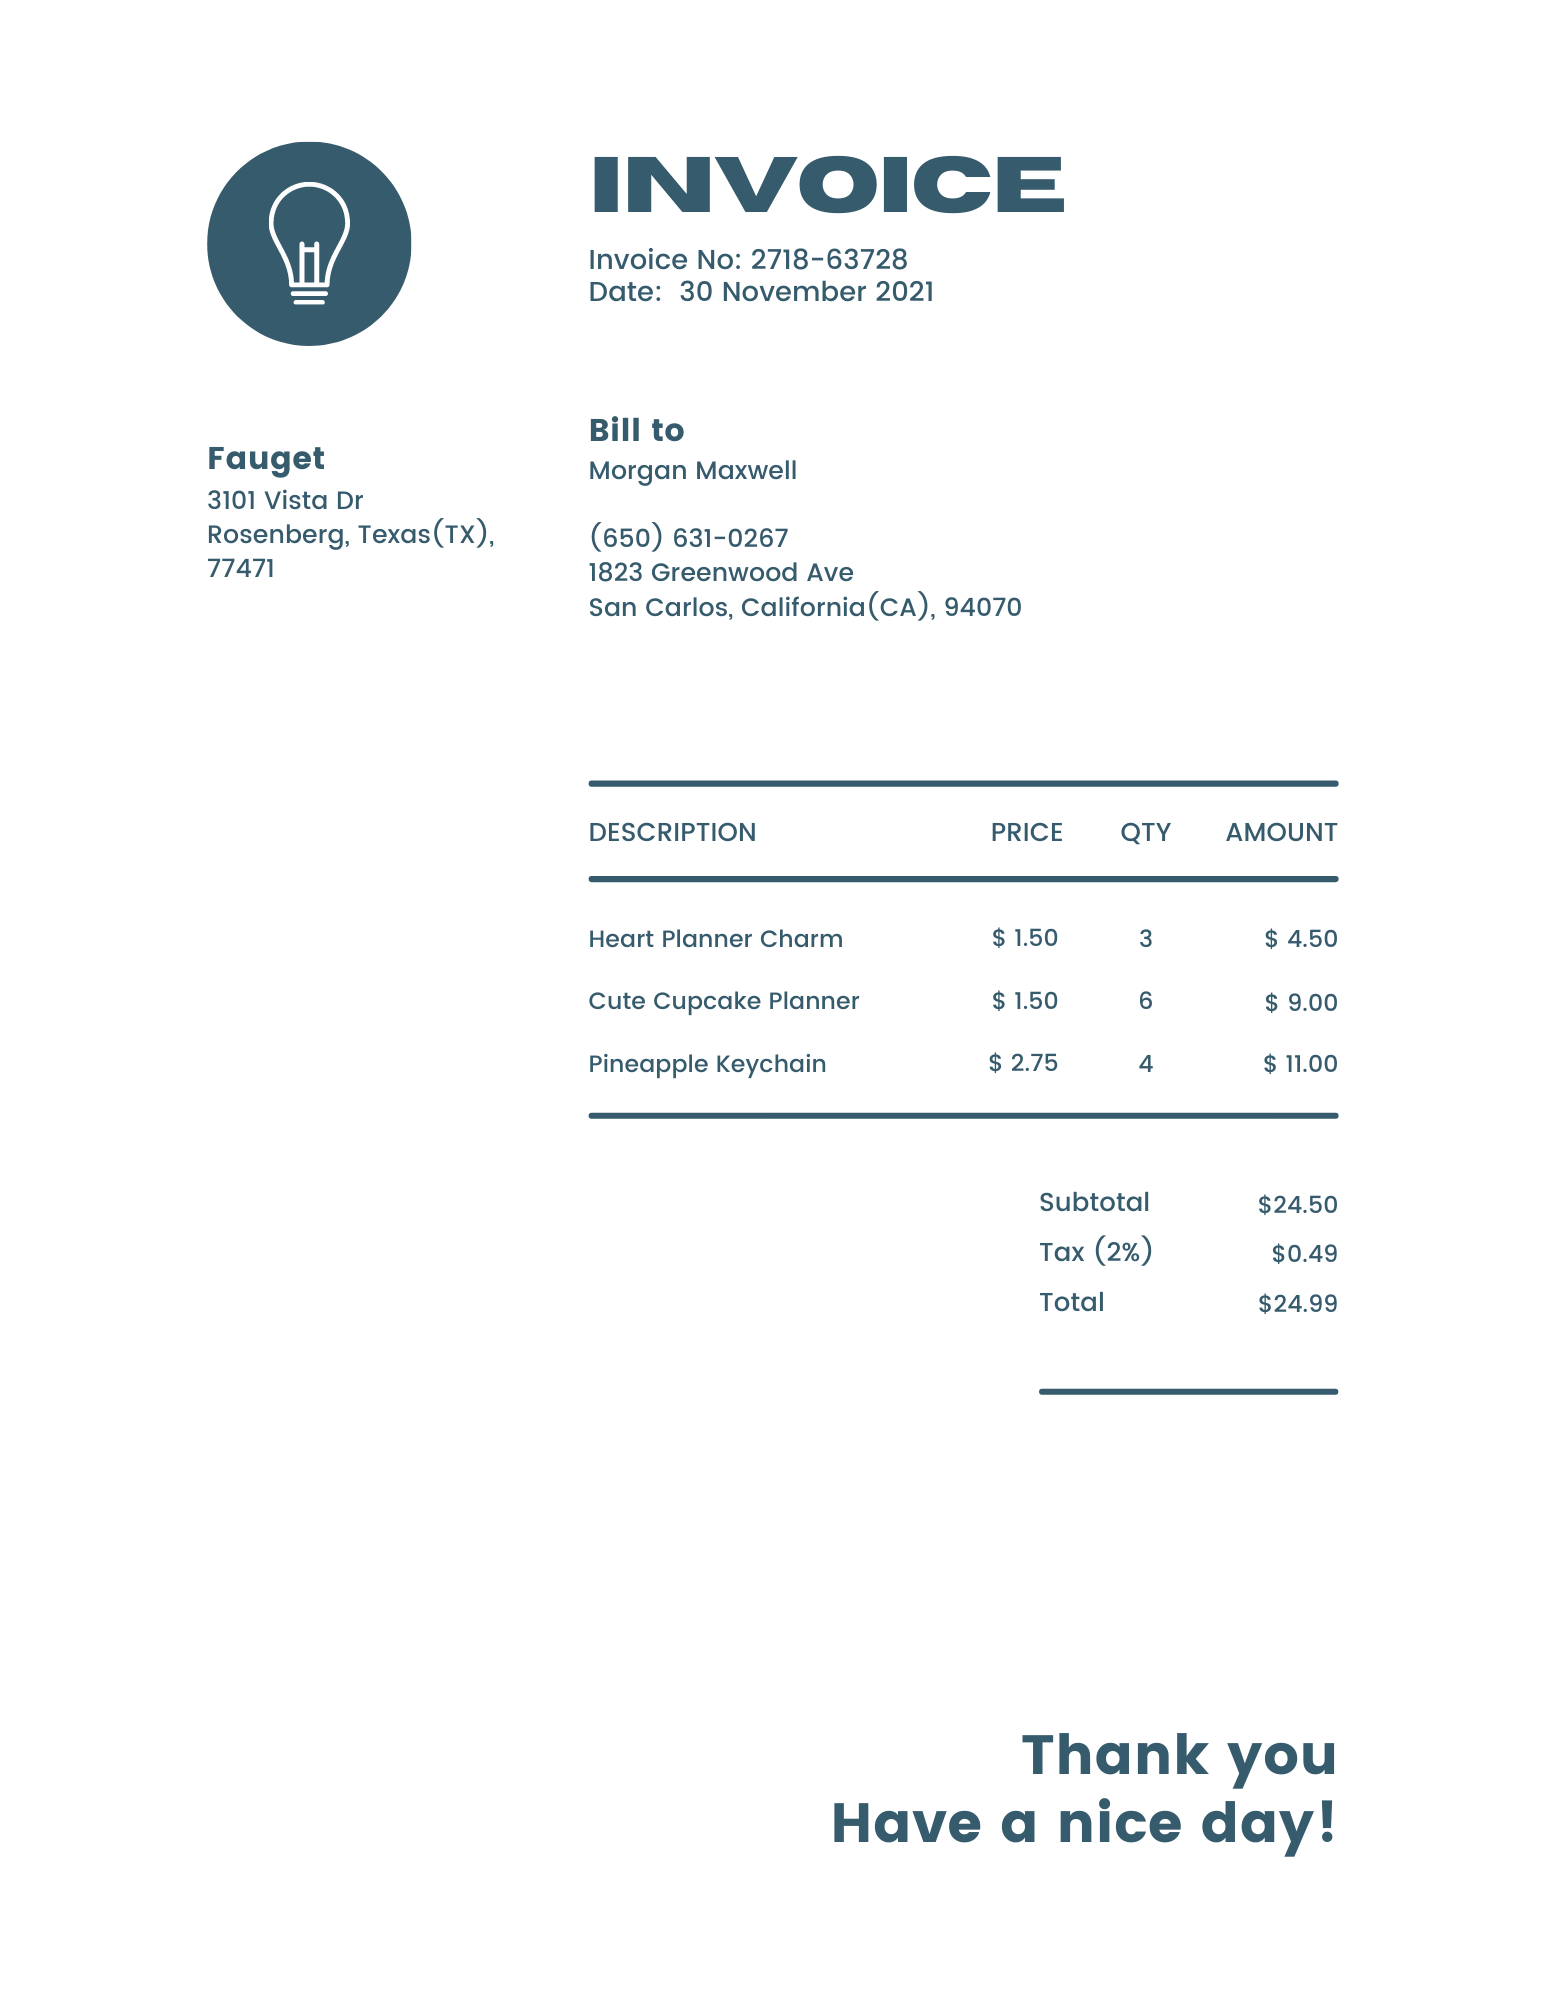 INVOICE
Invoice No: 2718-63728
Date: 30 November 2021
Fauget
3101 Vista Dr
Rosenberg, Texas(TX),
77471
Bill to
Morgan Maxwell
(650) 631-0267
1823 Greenwood Ave
San Carlos, California(CA), 94070
DESCRIPTION PRICE QTY AMOUNT
Heart Planner Charm $ 1.50 3 $ 4.50
Cute Cupcake Planner $ 1.50 6 $ 9.00
Pineapple Keychain $ 2.75 4 $ 11.00
Subtotal $24.50
Tax (2%) $0.49
Total $24.99
Thank you
Have a nice day!